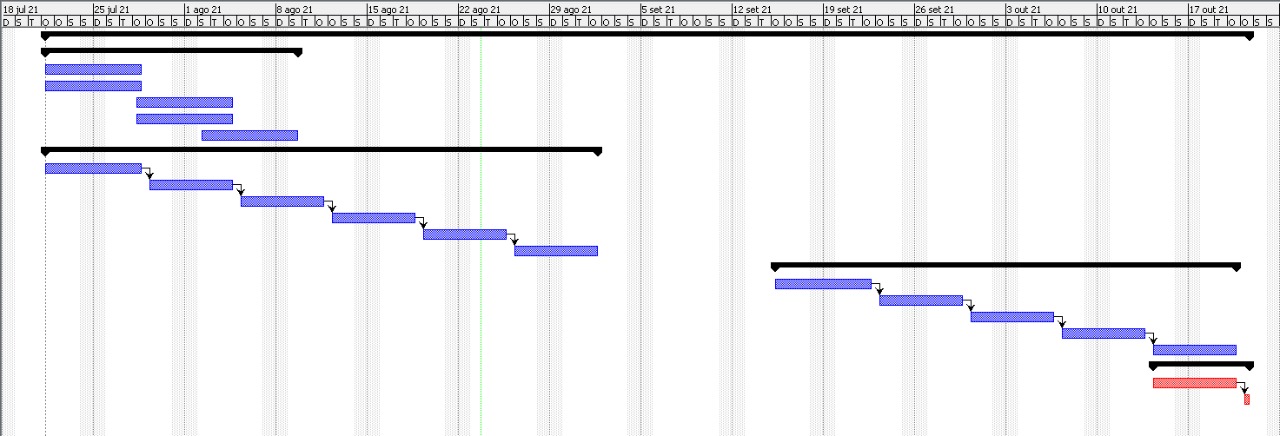 18 jul 21 25 jul 21 1 ago 21 8 ago 21 15 ago 21 22 ago 21 29 ago 21 5 set 21 12 set 21 19 set 21 26 set 21 3 out 21 10 out 21 17 out 21
D S T Q Q S S D S T Q Q S S D S T Q Q S S D S T Q Q S S D S T Q Q S S D S T Q Q S S D S T Q Q S S D S T Q Q S S D S T Q Q S S D S T Q Q S S D S T Q Q S S D S T Q Q S S D S T Q Q S S D S T Q Q S S